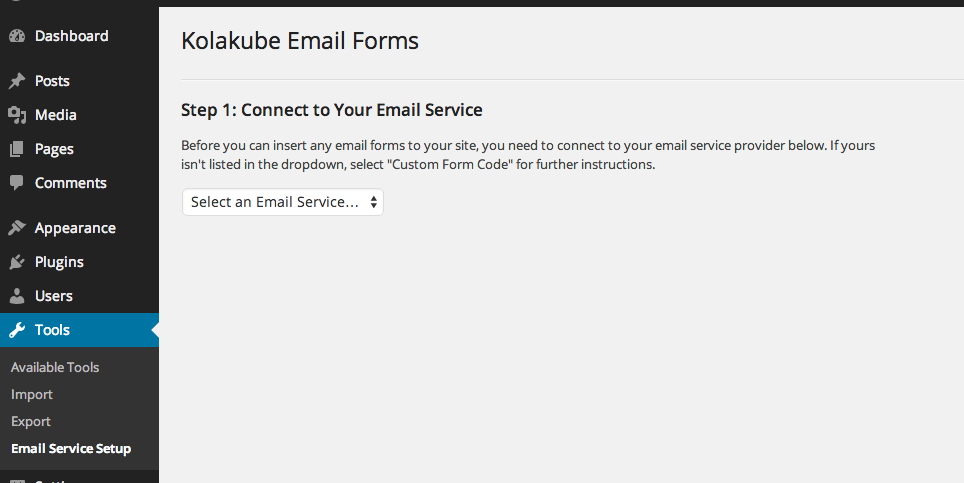 Dashboard
Posts
Media
Pages
Comments
Appearance
Plugins
Users
Tools
Available Tools
Import
Export
Email Service Setup
Kolakube Email Forms
Step 1: Connect to Your Email Service
Before you can insert any email forms to your site, you need to connect to your email service provider below. If yours
isn't listed in the dropdown, select "Custom Form Code" for further instructions.
Select an Email Service...